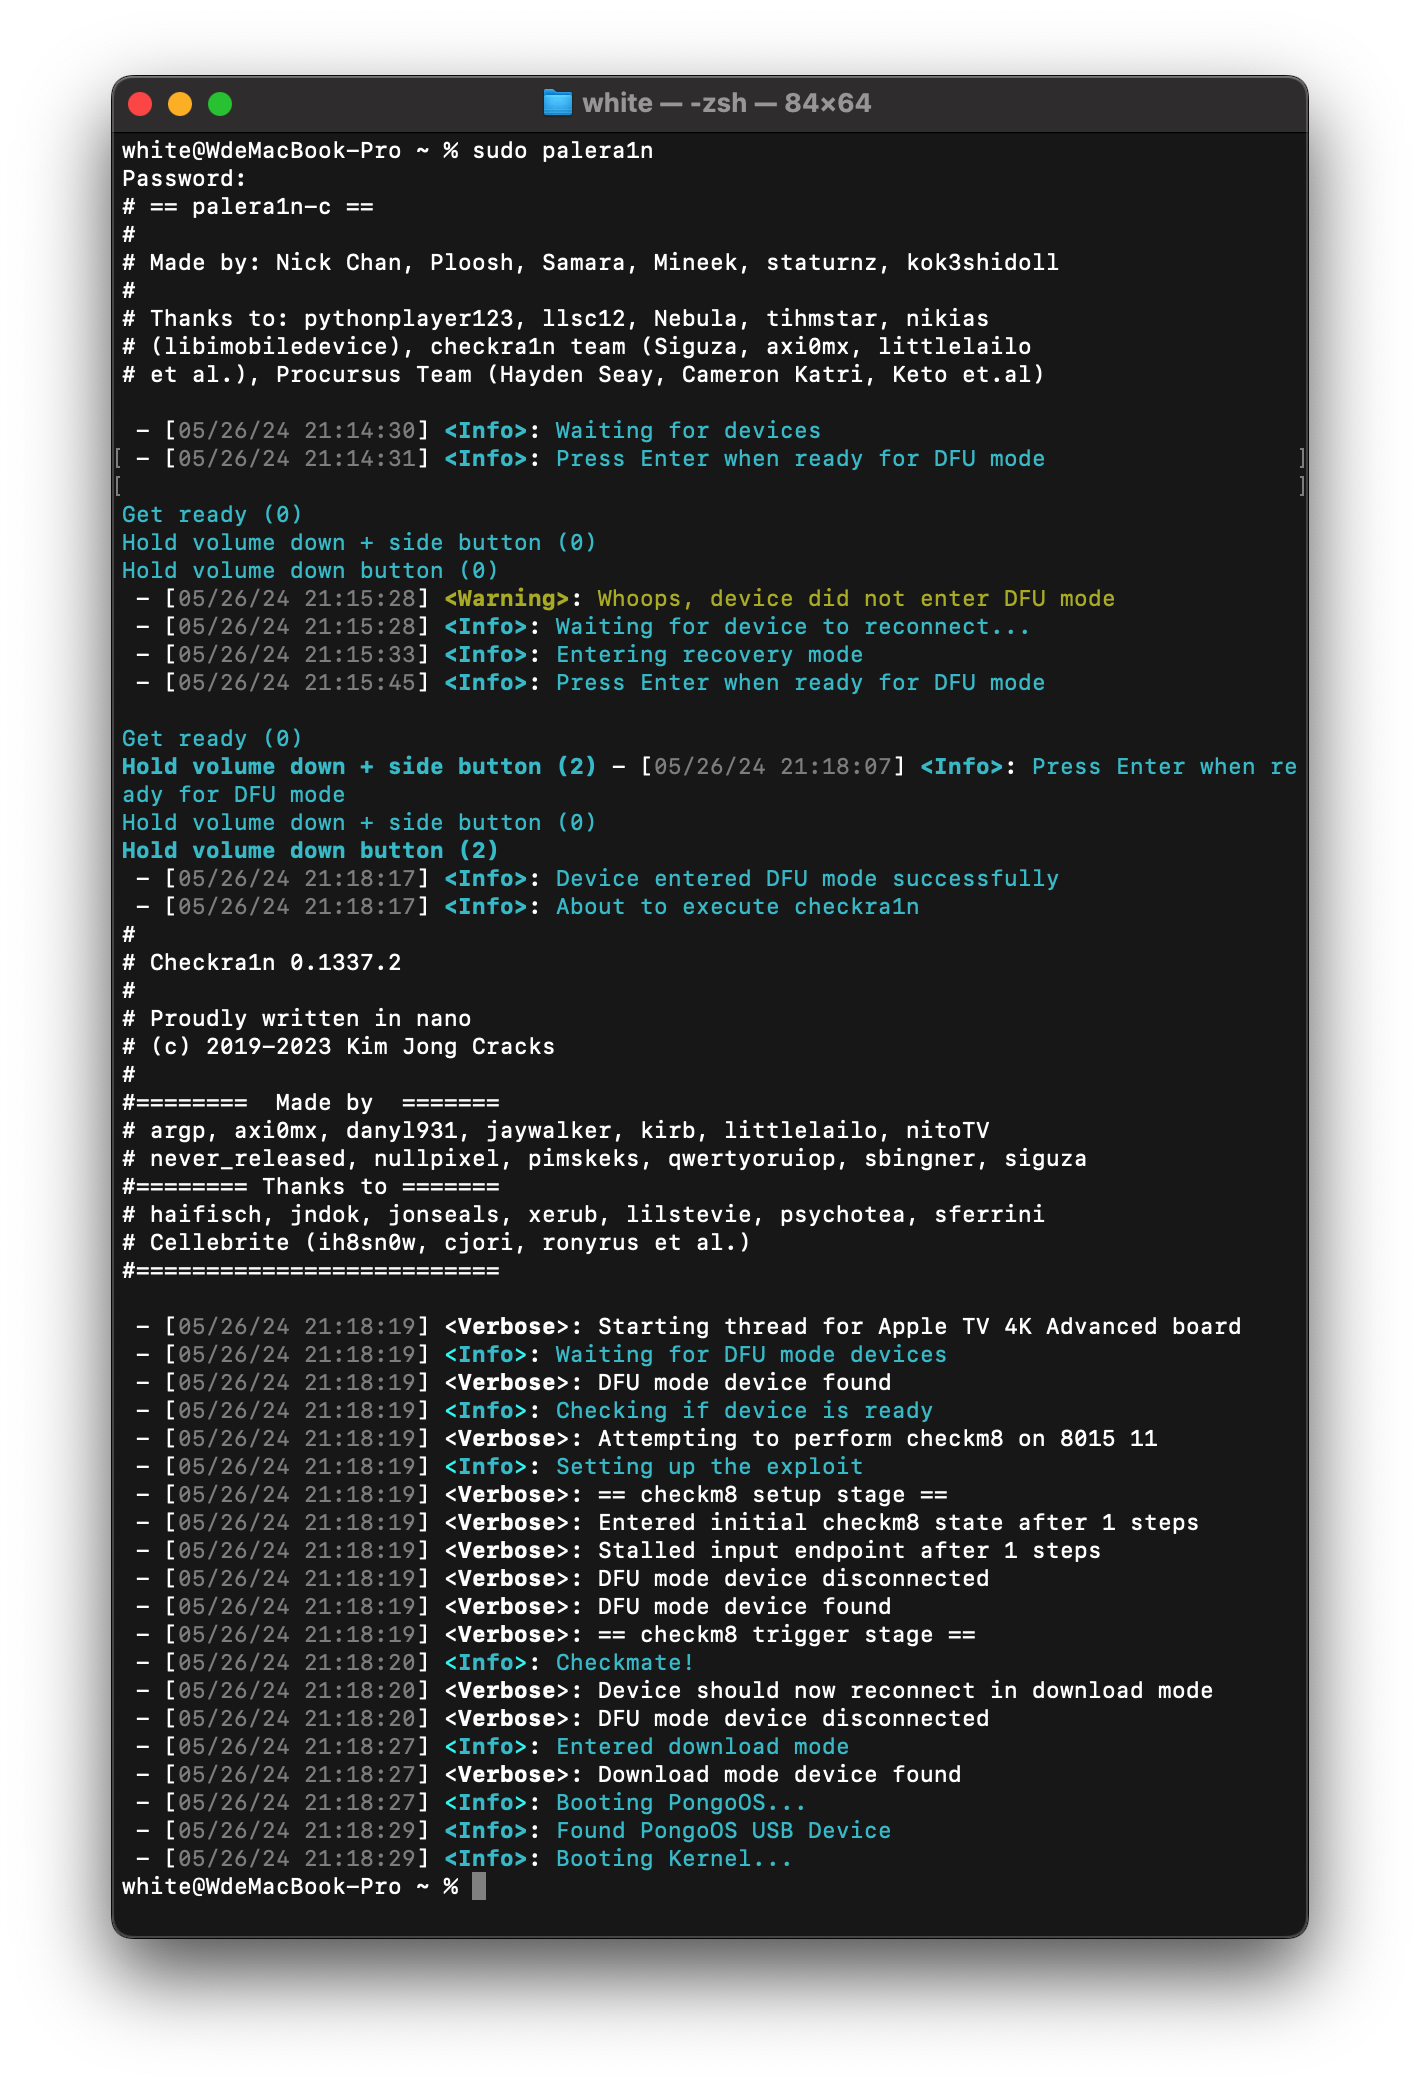 white — -zsh — 84×64
white@WdeMacBook-Pro ~ % sudo palera1n
Password:
# == palera1n-c ==
#
# Made by: Nick Chan, Ploosh, Samara, Mineek, staturnz, kok3shidoll
#
# Thanks to: pythonplayer123, llsc12, Nebula, tihmstar, nikias
# (libimobiledevice), checkra1n team (Siguza, axi0mx, littlelailo
# et al.), Procursus Team (Hayden Seay, Cameron Katri, Keto et.al)
 - [05/26/24 21:14:30] <Info>: Waiting for devices
[ - [05/26/24 21:14:31] <Info>: Press Enter when ready for DFU mode ]
[ ]
Get ready (0)
Hold volume down + side button (0)
Hold volume down button (0)
 - [05/26/24 21:15:28] <Warning>: Whoops, device did not enter DFU mode
 - [05/26/24 21:15:28] <Info>: Waiting for device to reconnect...
 - [05/26/24 21:15:33] <Info>: Entering recovery mode
 - [05/26/24 21:15:45] <Info>: Press Enter when ready for DFU mode
Get ready (0)
Hold volume down + side button (2) - [05/26/24 21:18:07] <Info>: Press Enter when re
ady for DFU mode
Hold volume down + side button (0)
Hold volume down button (2)
 - [05/26/24 21:18:17] <Info>: Device entered DFU mode successfully
 - [05/26/24 21:18:17] <Info>: About to execute checkra1n
#
# Checkra1n 0.1337.2
#
# Proudly written in nano
# (c) 2019-2023 Kim Jong Cracks
#
#========  Made by  =======
# argp, axi0mx, danyl931, jaywalker, kirb, littlelailo, nitoTV
# never_released, nullpixel, pimskeks, qwertyoruiop, sbingner, siguza
#======== Thanks to =======
# haifisch, jndok, jonseals, xerub, lilstevie, psychotea, sferrini
# Cellebrite (ih8sn0w, cjori, ronyrus et al.)
#==========================
 - [05/26/24 21:18:19] <Verbose>: Starting thread for Apple TV 4K Advanced board
 - [05/26/24 21:18:19] <Info>: Waiting for DFU mode devices
 - [05/26/24 21:18:19] <Verbose>: DFU mode device found
 - [05/26/24 21:18:19] <Info>: Checking if device is ready
 - [05/26/24 21:18:19] <Verbose>: Attempting to perform checkm8 on 8015 11
 - [05/26/24 21:18:19] <Info>: Setting up the exploit
 - [05/26/24 21:18:19] <Verbose>: == checkm8 setup stage ==
 - [05/26/24 21:18:19] <Verbose>: Entered initial checkm8 state after 1 steps
 - [05/26/24 21:18:19] <Verbose>: Stalled input endpoint after 1 steps
 - [05/26/24 21:18:19] <Verbose>: DFU mode device disconnected
 - [05/26/24 21:18:19] <Verbose>: DFU mode device found
 - [05/26/24 21:18:19] <Verbose>: == checkm8 trigger stage ==
 - [05/26/24 21:18:20] <Info>: Checkmate!
 - [05/26/24 21:18:20] <Verbose>: Device should now reconnect in download mode
 - [05/26/24 21:18:20] <Verbose>: DFU mode device disconnected
 - [05/26/24 21:18:27] <Info>: Entered download mode
 - [05/26/24 21:18:27] <Verbose>: Download mode device found
 - [05/26/24 21:18:27] <Info>: Booting PongoOS...
 - [05/26/24 21:18:29] <Info>: Found PongoOS USB Device
 - [05/26/24 21:18:29] <Info>: Booting Kernel...
white@WdeMacBook-Pro ~ %